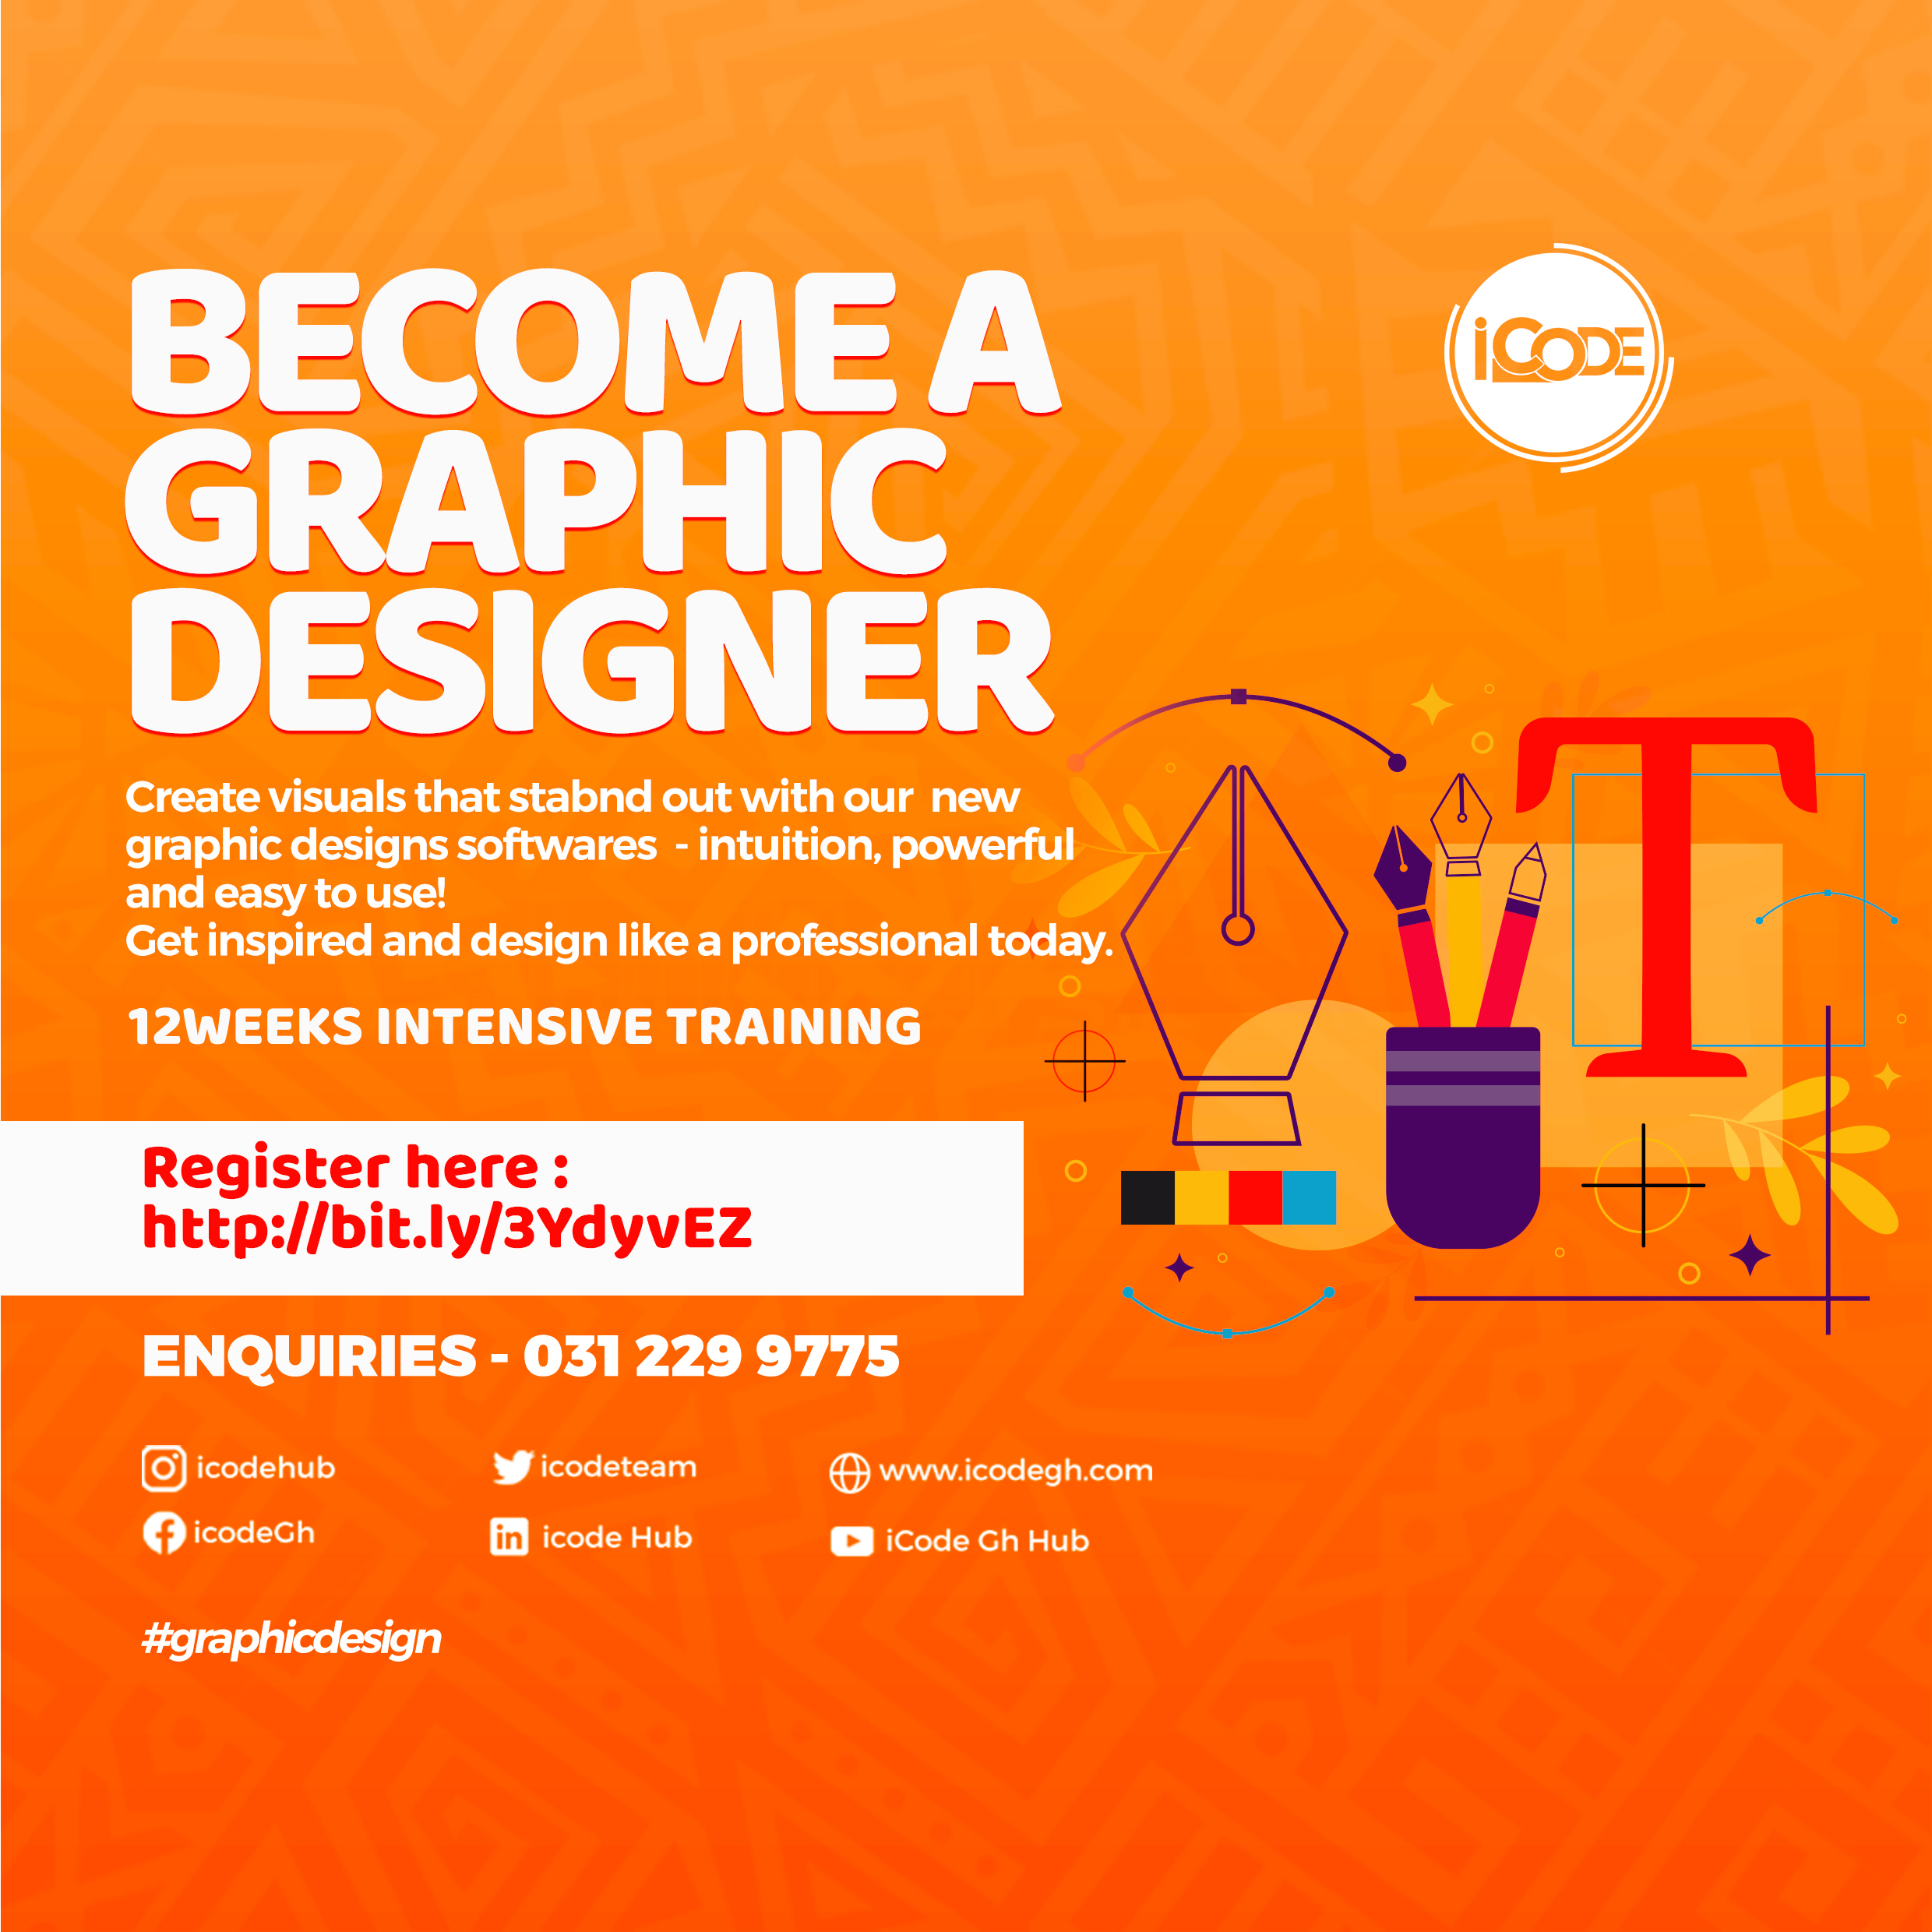 BECOME A
GRAPHIC
DESIGNER
iCODE
Create visuals that stabnd out with our new
graphic designs softwares - intuition, powerful
and easy to use!
Get inspired and design like a professional today.
12WEEKS INTENSIVE TRAINING
Register here :
http://bit.ly/3YdyvEZ
ENQUIRIES - 031 229 9775
icodehub
icodeteam
www.icodegh.com
icodeGh
icode Hub
iCode Gh Hub
#graphicdesign